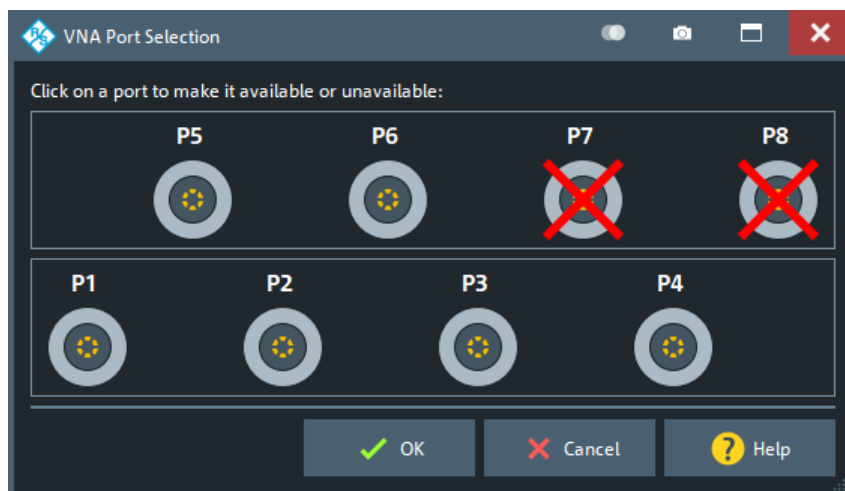 R&S VNA Port Selection
Click on a port to make it available or unavailable:
P5 P6 P7 P8
P1 P2 P3 P4
OK Cancel ? Help